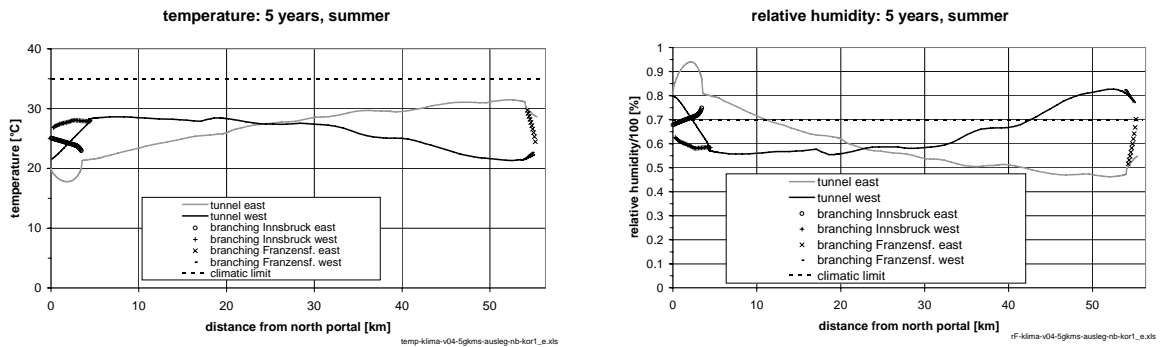 temperature: 5 years, summer
40
30
20
10
0
temperature [°C]
0 10 20 30 40 50
distance from north portal [km]
tunnel east
tunnel west
branching Innsbruck east
branching Innsbruck west
branching Franzensf. east
branching Franzensf. west
climatic limit
temp-klima-v04-5gkms-ausleg-nb-kor1_e.xls
relative humidity: 5 years, summer
1
0.9
0.8
0.7
0.6
0.5
0.4
0.3
0.2
0.1
0
relative humidity/100 [%]
0 10 20 30 40 50
distance from north portal [km]
tunnel east
tunnel west
branching Innsbruck east
branching Innsbruck west
branching Franzensf. east
branching Franzensf. west
climatic limit
rF-klima-v04-5gkms-ausleg-nb-kor1_e.xls